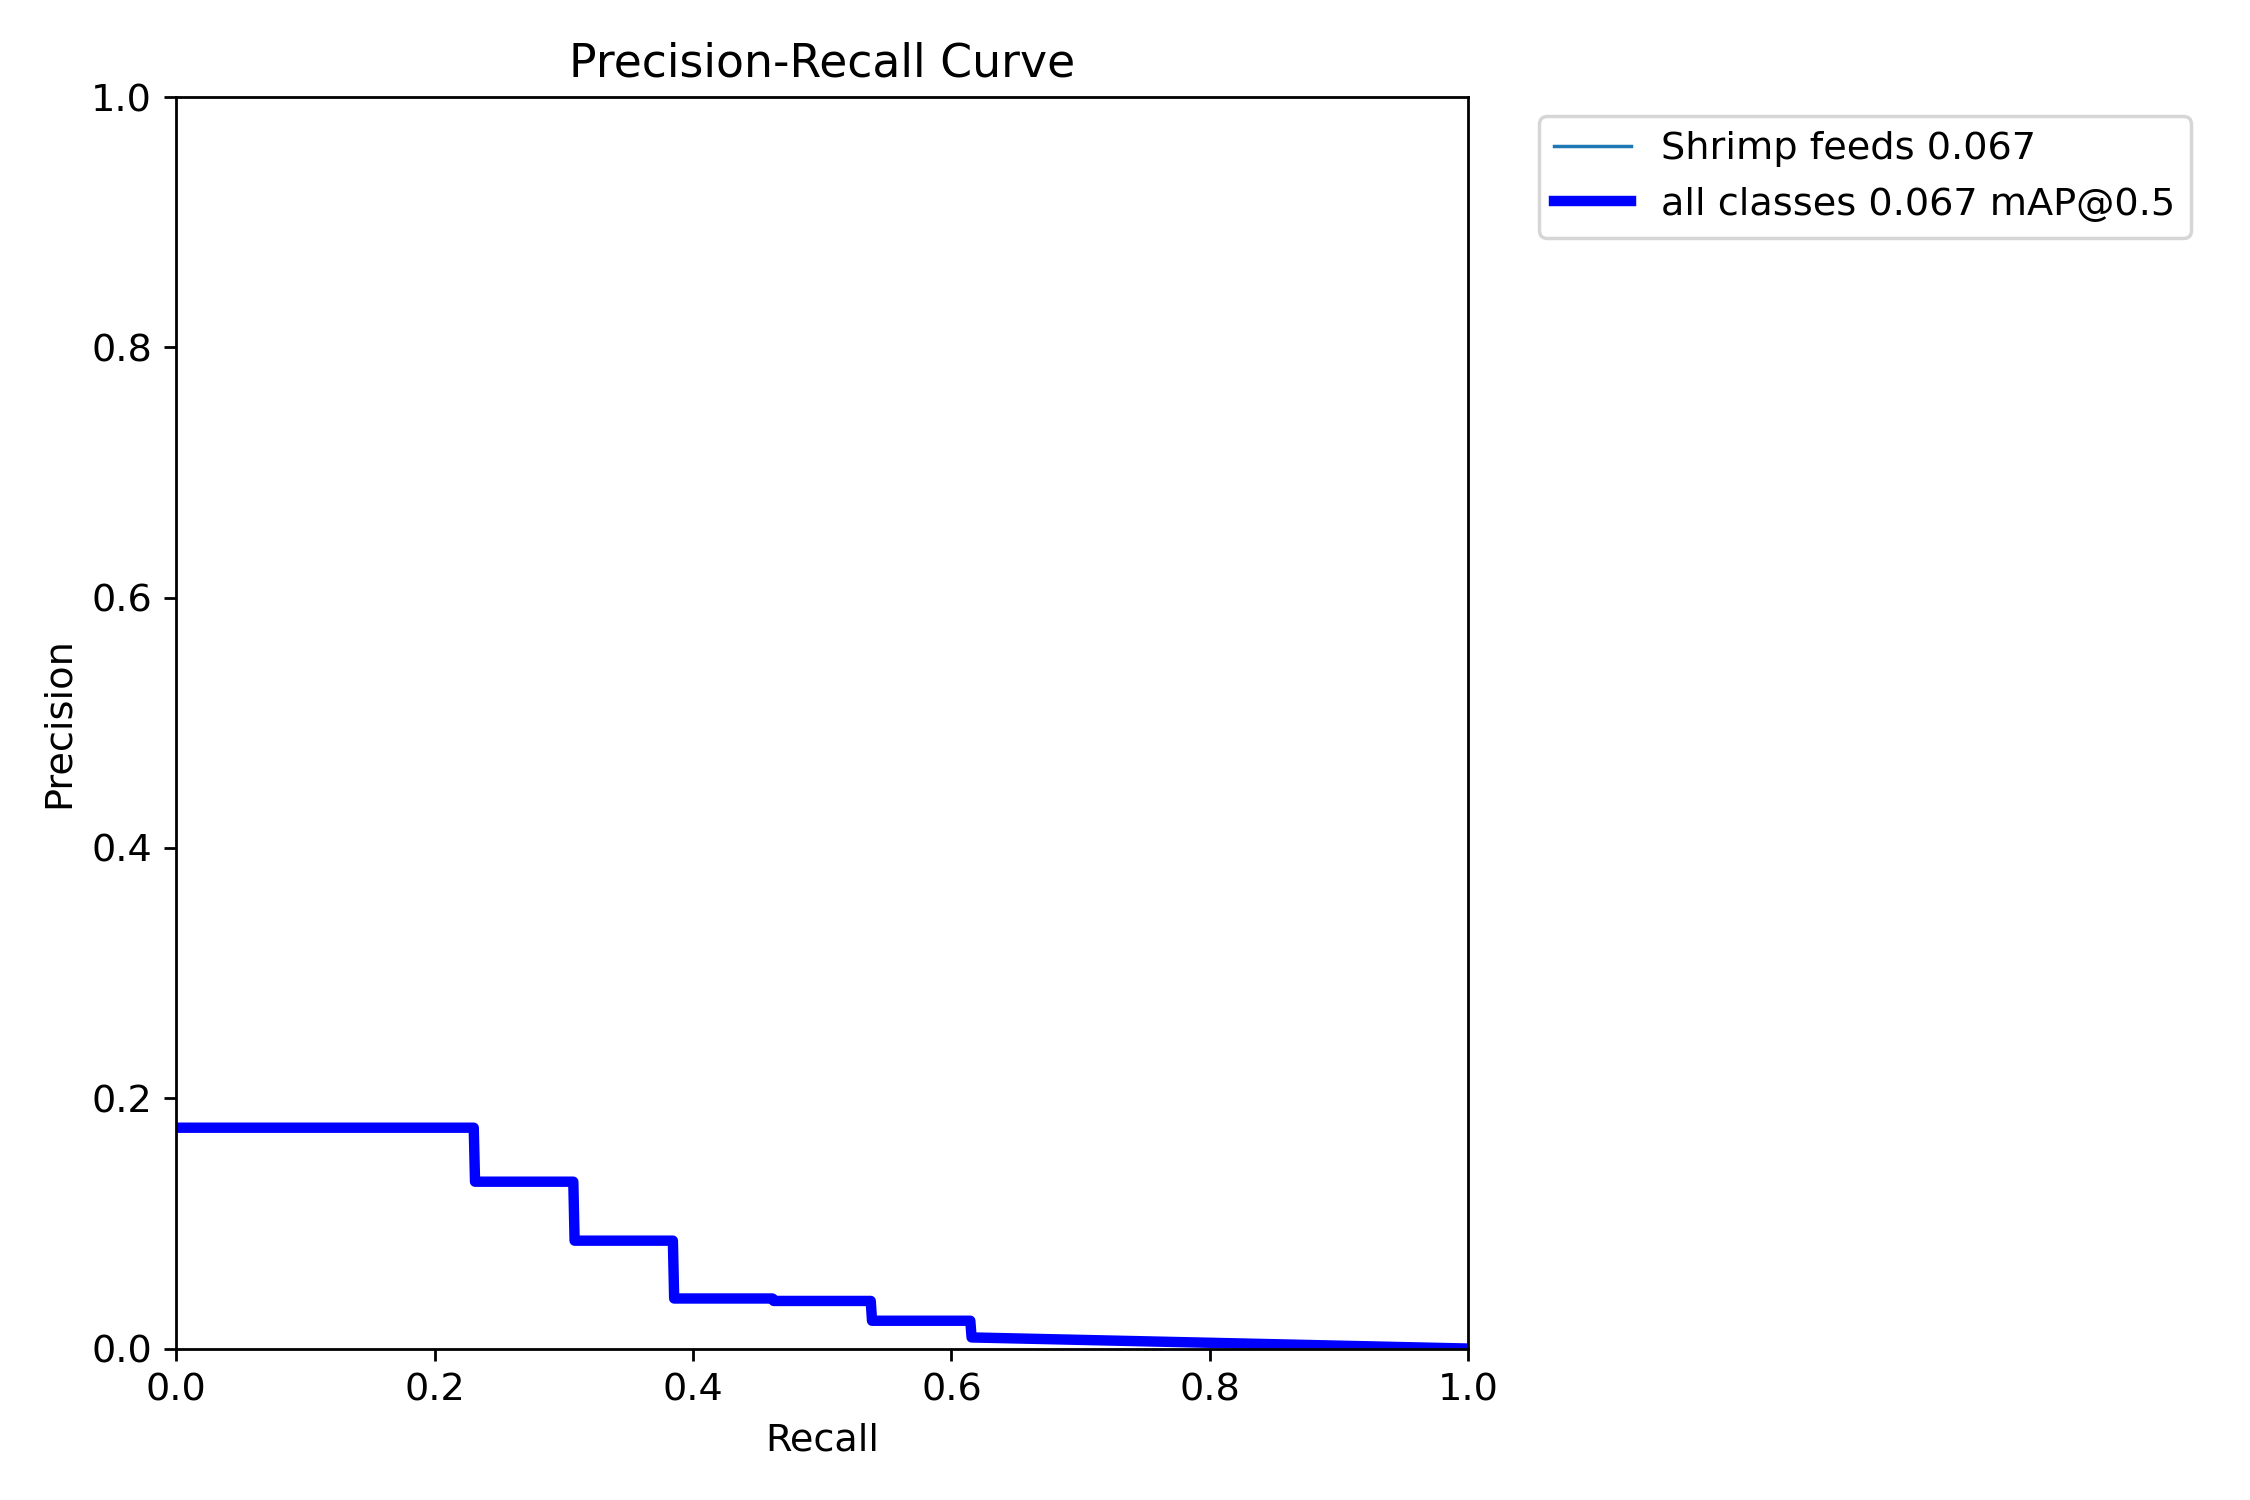 Precision-Recall Curve
1.0
0.8
0.6
0.4
0.2
0.0
Precision
0.0 0.2 0.4 0.6 0.8 1.0
Recall
Shrimp feeds 0.067
all classes 0.067 mAP@0.5